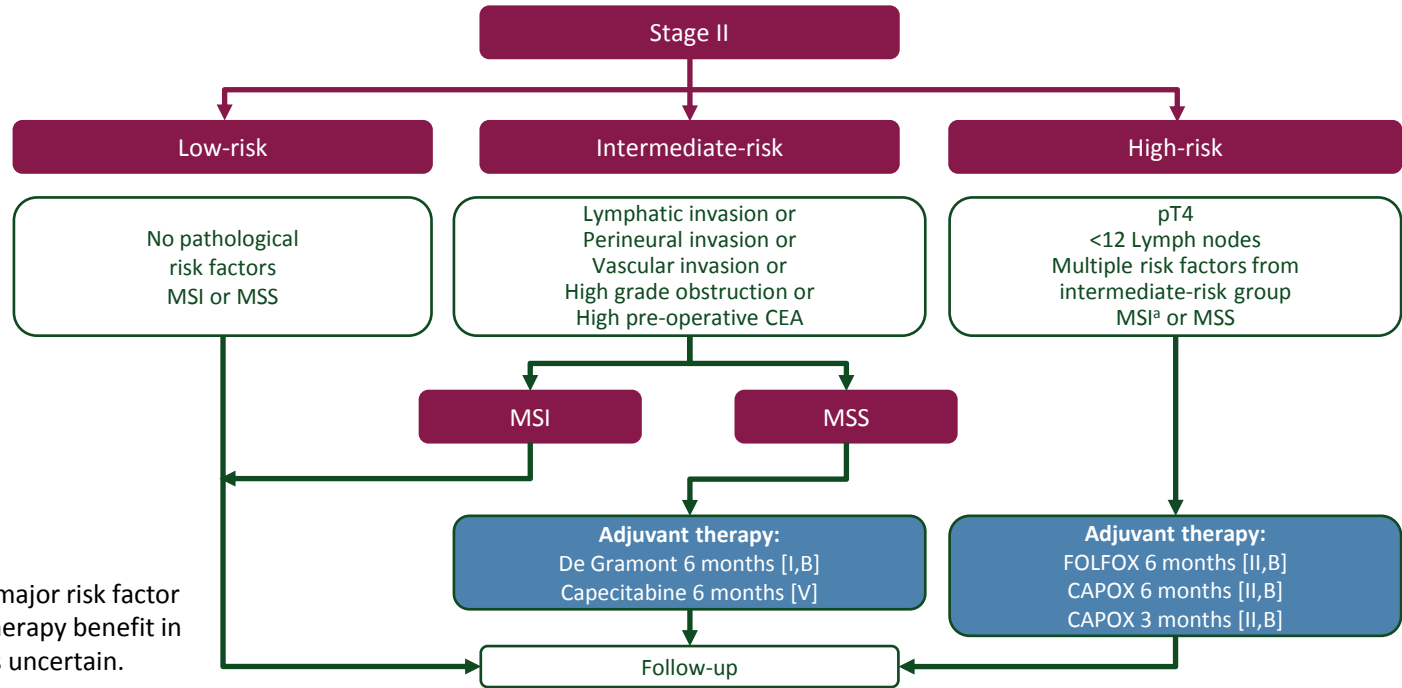 Stage II
Low-risk
Intermediate-risk
High-risk
No pathological
risk factors
MSI or MSS
Lymphatic invasion or
Perineural invasion or
Vascular invasion or
High grade obstruction or
High pre-operative CEA
pT4
<12 Lymph nodes
Multiple risk factors from
intermediate-risk group
MSIᵃ or MSS
MSI
MSS
Adjuvant therapy:
De Gramont 6 months [I,B]
Capecitabine 6 months [V]
Adjuvant therapy:
FOLFOX 6 months [II,B]
CAPOX 6 months [II,B]
CAPOX 3 months [II,B]
major risk factor
herapy benefit in
s uncertain.
Follow-up